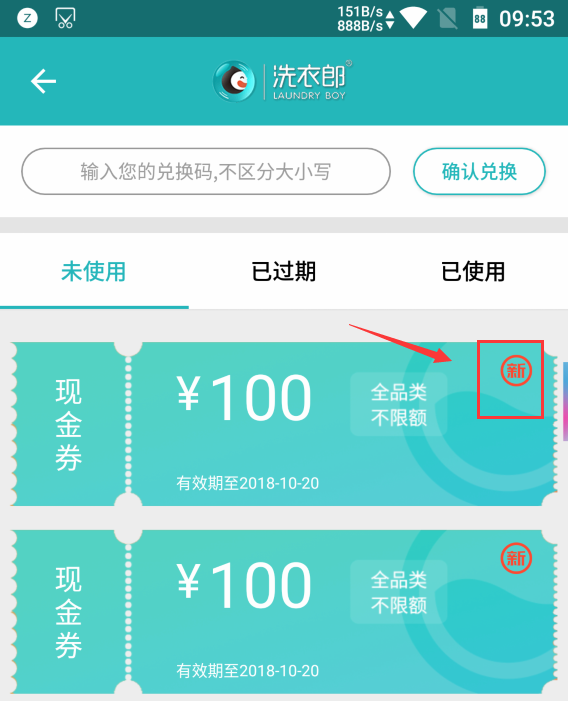 Z
151B/s
888B/s
88
09:53
洗衣郎®
LAUNDRY BOY
输入您的兑换码,不区分大小写
确认兑换
未使用
已过期
已使用
现金券
¥100
全品类
不限额
新
有效期至2018-10-20
现金券
¥100
全品类
不限额
新
有效期至2018-10-20